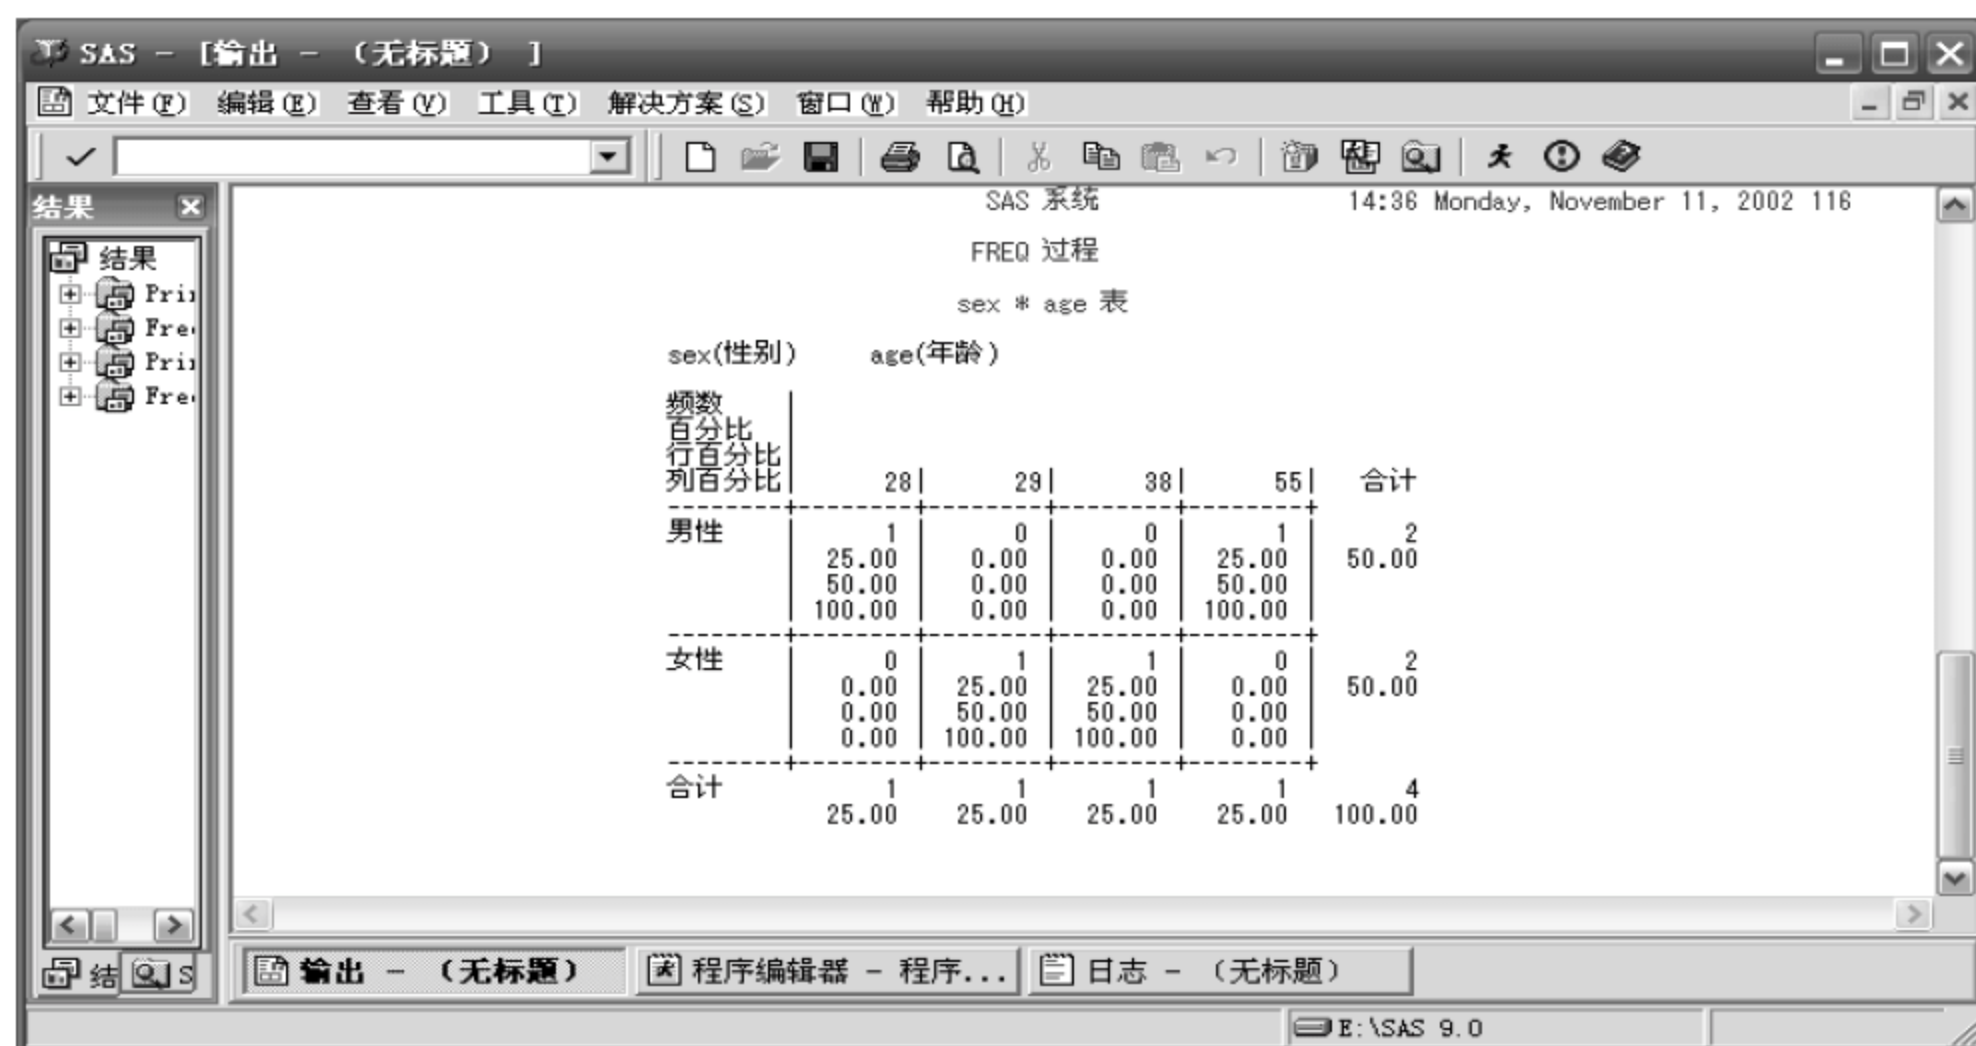 SAS - [输出 - （无标题） ]
文件(F) 编辑(E) 查看(V) 工具(T) 解决方案(S) 窗口(W) 帮助(H)
结果
SAS 系统 14:36 Monday, November 11, 2002 116
结果
FREQ 过程
Prin
sex * age 表
Fre
Prin
sex(性别) age(年龄)
Fre
频数
百分比
行百分比
列百分比| 28| 29| 38| 55| 合计
男性 | 1 | 0 | 0 | 1 | 2
25.00 | 0.00 | 0.00 | 25.00 | 50.00
50.00 | 0.00 | 0.00 | 50.00 |
100.00 | 0.00 | 0.00 | 100.00 |
女性 | 0 | 1 | 1 | 0 | 2
0.00 | 25.00 | 25.00 | 0.00 | 50.00
0.00 | 50.00 | 50.00 | 0.00 |
0.00 | 100.00 | 100.00 | 0.00 |
合计 1 1 1 1 4
25.00 25.00 25.00 25.00 100.00
结 S 输出 - （无标题） 程序编辑器 - 程序... 日志 - （无标题）
E:\SAS 9.0